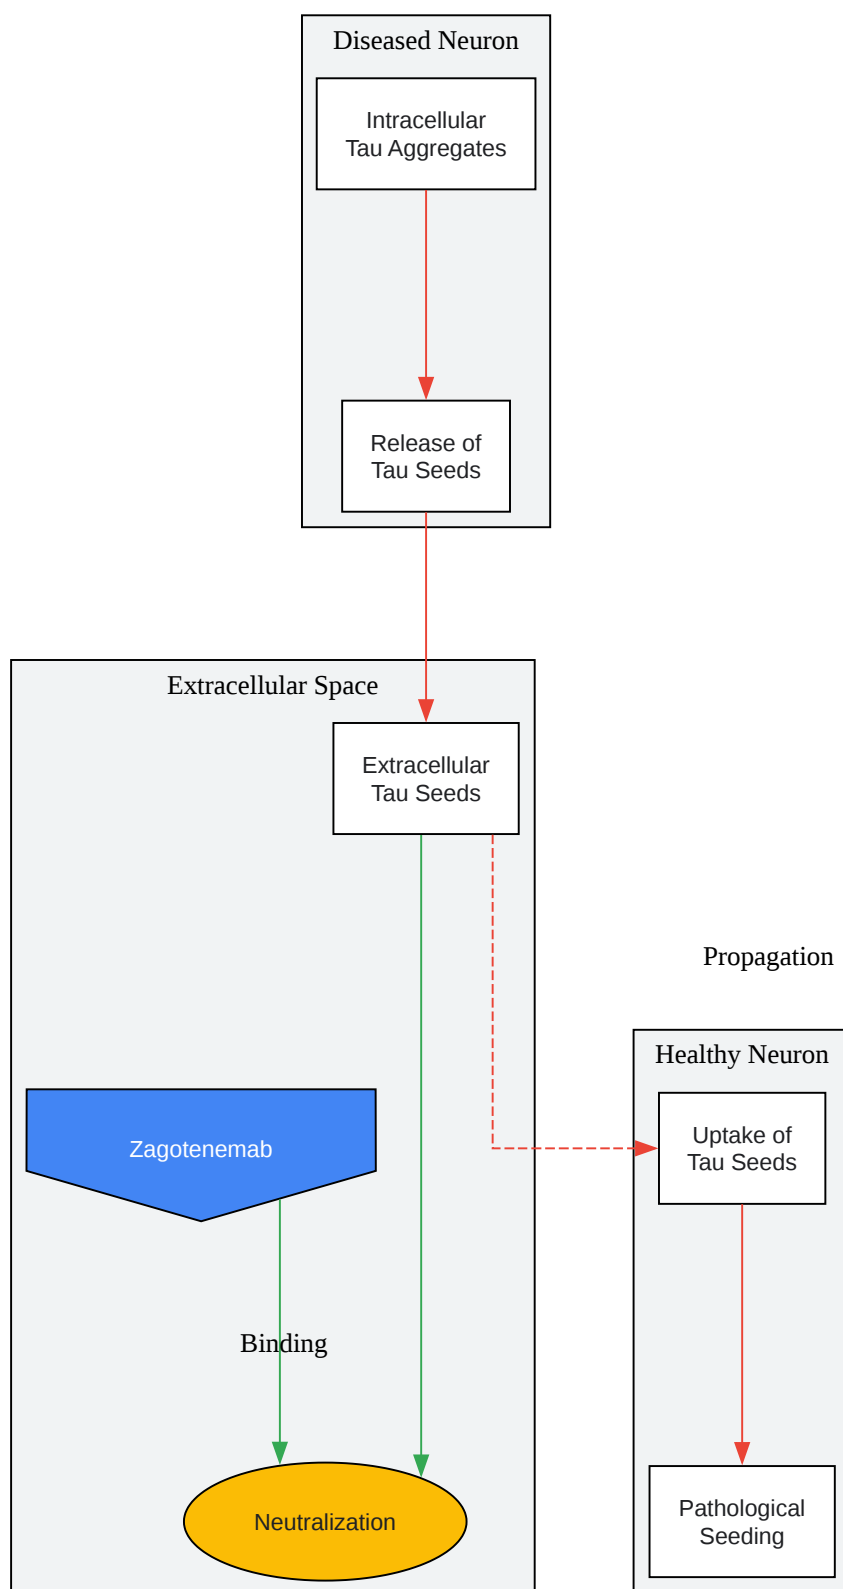 Diseased Neuron
Intracellular
Tau Aggregates
Release of
Tau Seeds
Extracellular Space
Extracellular
Tau Seeds
Propagation
Healthy Neuron
Uptake of
Tau Seeds
Zagotenemab
Binding
Neutralization
Pathological
Seeding